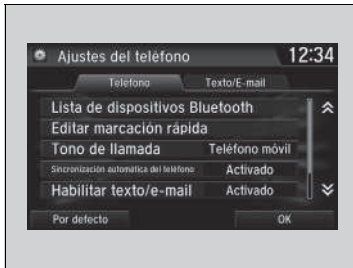 Ajustes del teléfono 12:34
Teléfono Texto/E-mail
Lista de dispositivos Bluetooth
Editar marcación rápida
Tono de llamada Teléfono móvil
Sincronización automática del teléfono Activado
Habilitar texto/e-mail Activado
Por defecto OK